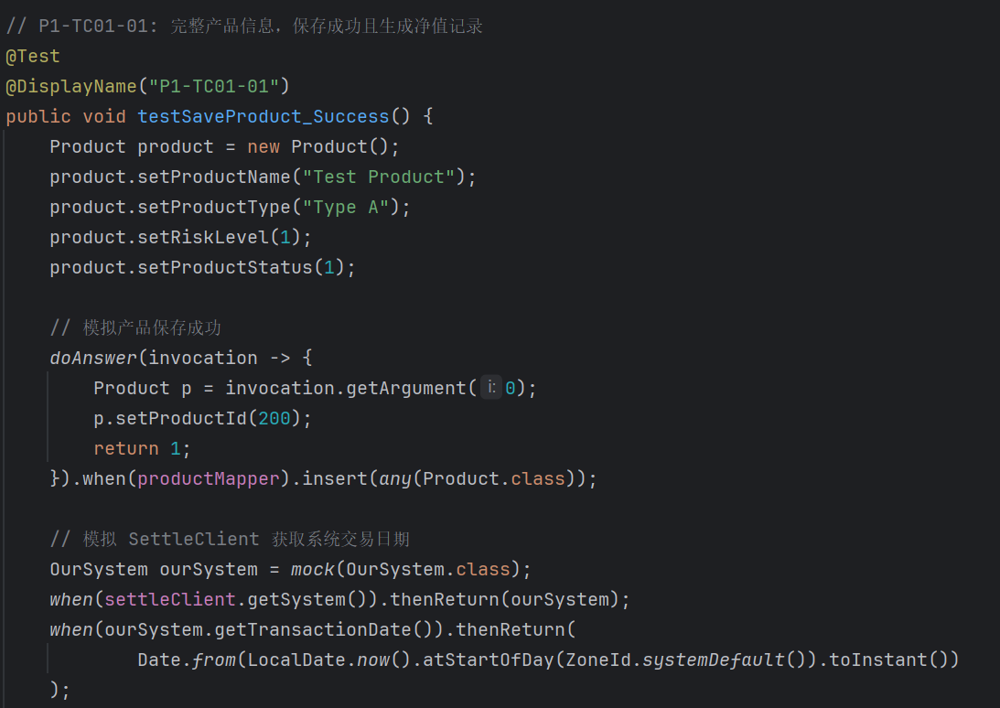 // P1-TC01-01: 完整产品信息，保存成功且生成净值记录
@Test
@DisplayName("P1-TC01-01")
public void testSaveProduct_Success() {
    Product product = new Product();
    product.setProductName("Test Product");
    product.setProductType("Type A");
    product.setRiskLevel(1);
    product.setProductStatus(1);

    // 模拟产品保存成功
    doAnswer(invocation -> {
        Product p = invocation.getArgument( i: 0);
        p.setProductId(200);
        return 1;
    }).when(productMapper).insert(any(Product.class));

    // 模拟 SettleClient 获取系统交易日期
    OurSystem ourSystem = mock(OurSystem.class);
    when(settleClient.getSystem()).thenReturn(ourSystem);
    when(ourSystem.getTransactionDate()).thenReturn(
            Date.from(LocalDate.now().atStartOfDay(ZoneId.systemDefault()).toInstant())
    );